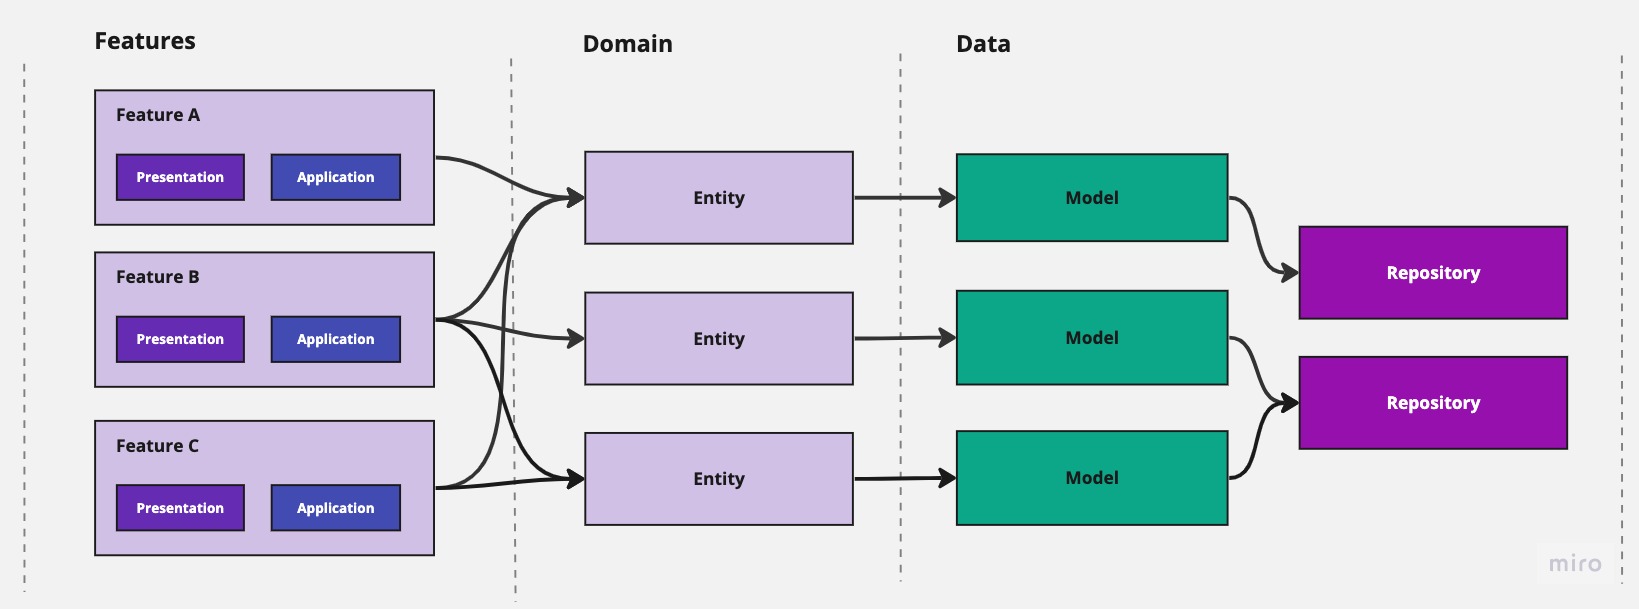 Features
Domain
Data
Feature A
Presentation
Application
Feature B
Presentation
Application
Feature C
Presentation
Application
Entity
Entity
Entity
Model
Model
Model
Repository
Repository
miro